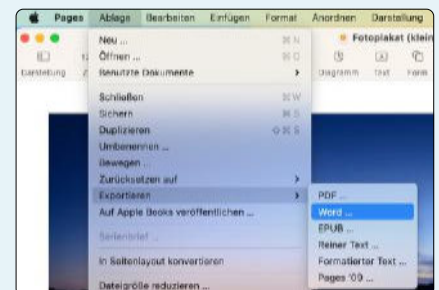 Pages Ablage Bearbeiten Einfügen Format Anordnen Darstellung
Fotoplakat (klein
Darstellung
Diagramm Text Form
Neu ... ⌘ N
Öffnen ... ⌘ O
Benutzte Dokumente
Schließen ⌘ W
Sichern ⌘ S
Duplizieren ⇧ ⌘ S
Umbenennen ...
Bewegen ...
Zurücksetzen auf
Exportieren
Auf Apple Books veröffentlichen ...
Serienbrief ...
In Seitenlayout konvertieren
Dateigröße reduzieren ...
PDF ...
Word ...
EPUB ...
Reiner Text ...
Formatierter Text ...
Pages '09 ...